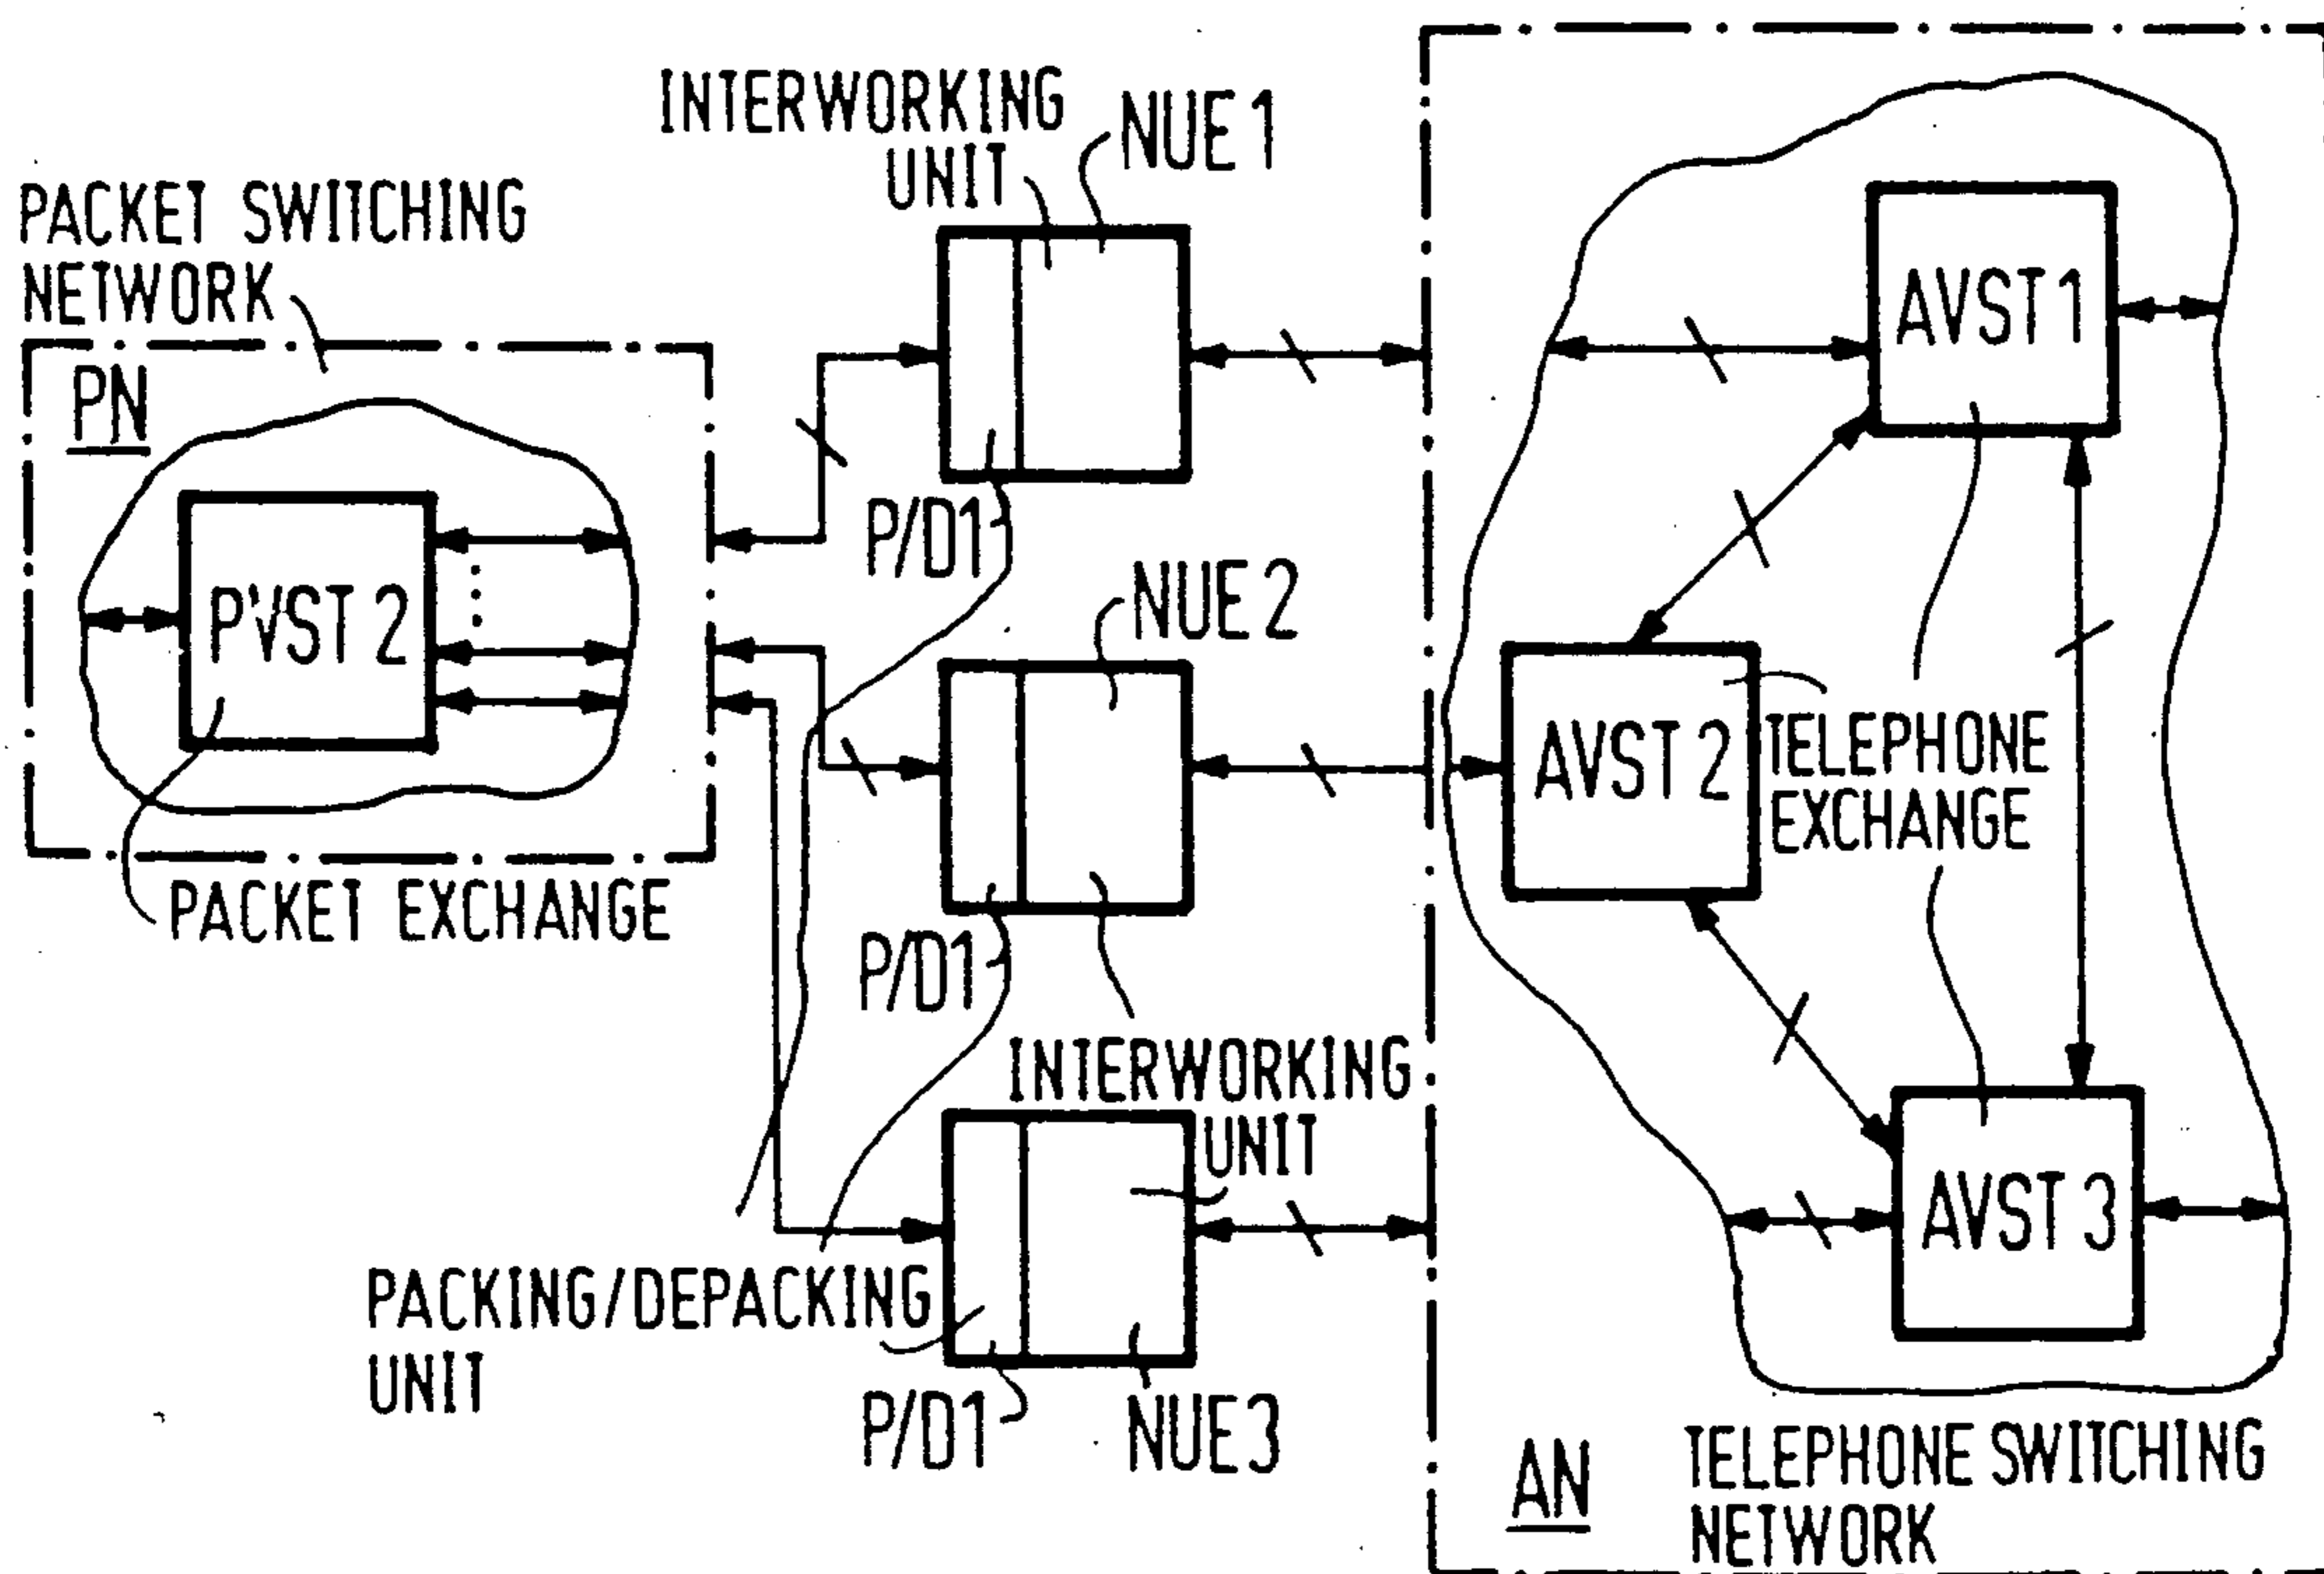 INTERWORKING
UNIT
NUE 1
PACKET SWITCHING
NETWORK
PN
AVST 1
P/D1
PVST 2
NUE 2
AVST 2
TELEPHONE
EXCHANGE
PACKET EXCHANGE
P/D1
INTERWORKING
UNIT
AVST 3
PACKING/DEPACKING
UNIT
P/D1
NUE3
AN
TELEPHONE SWITCHING
NETWORK